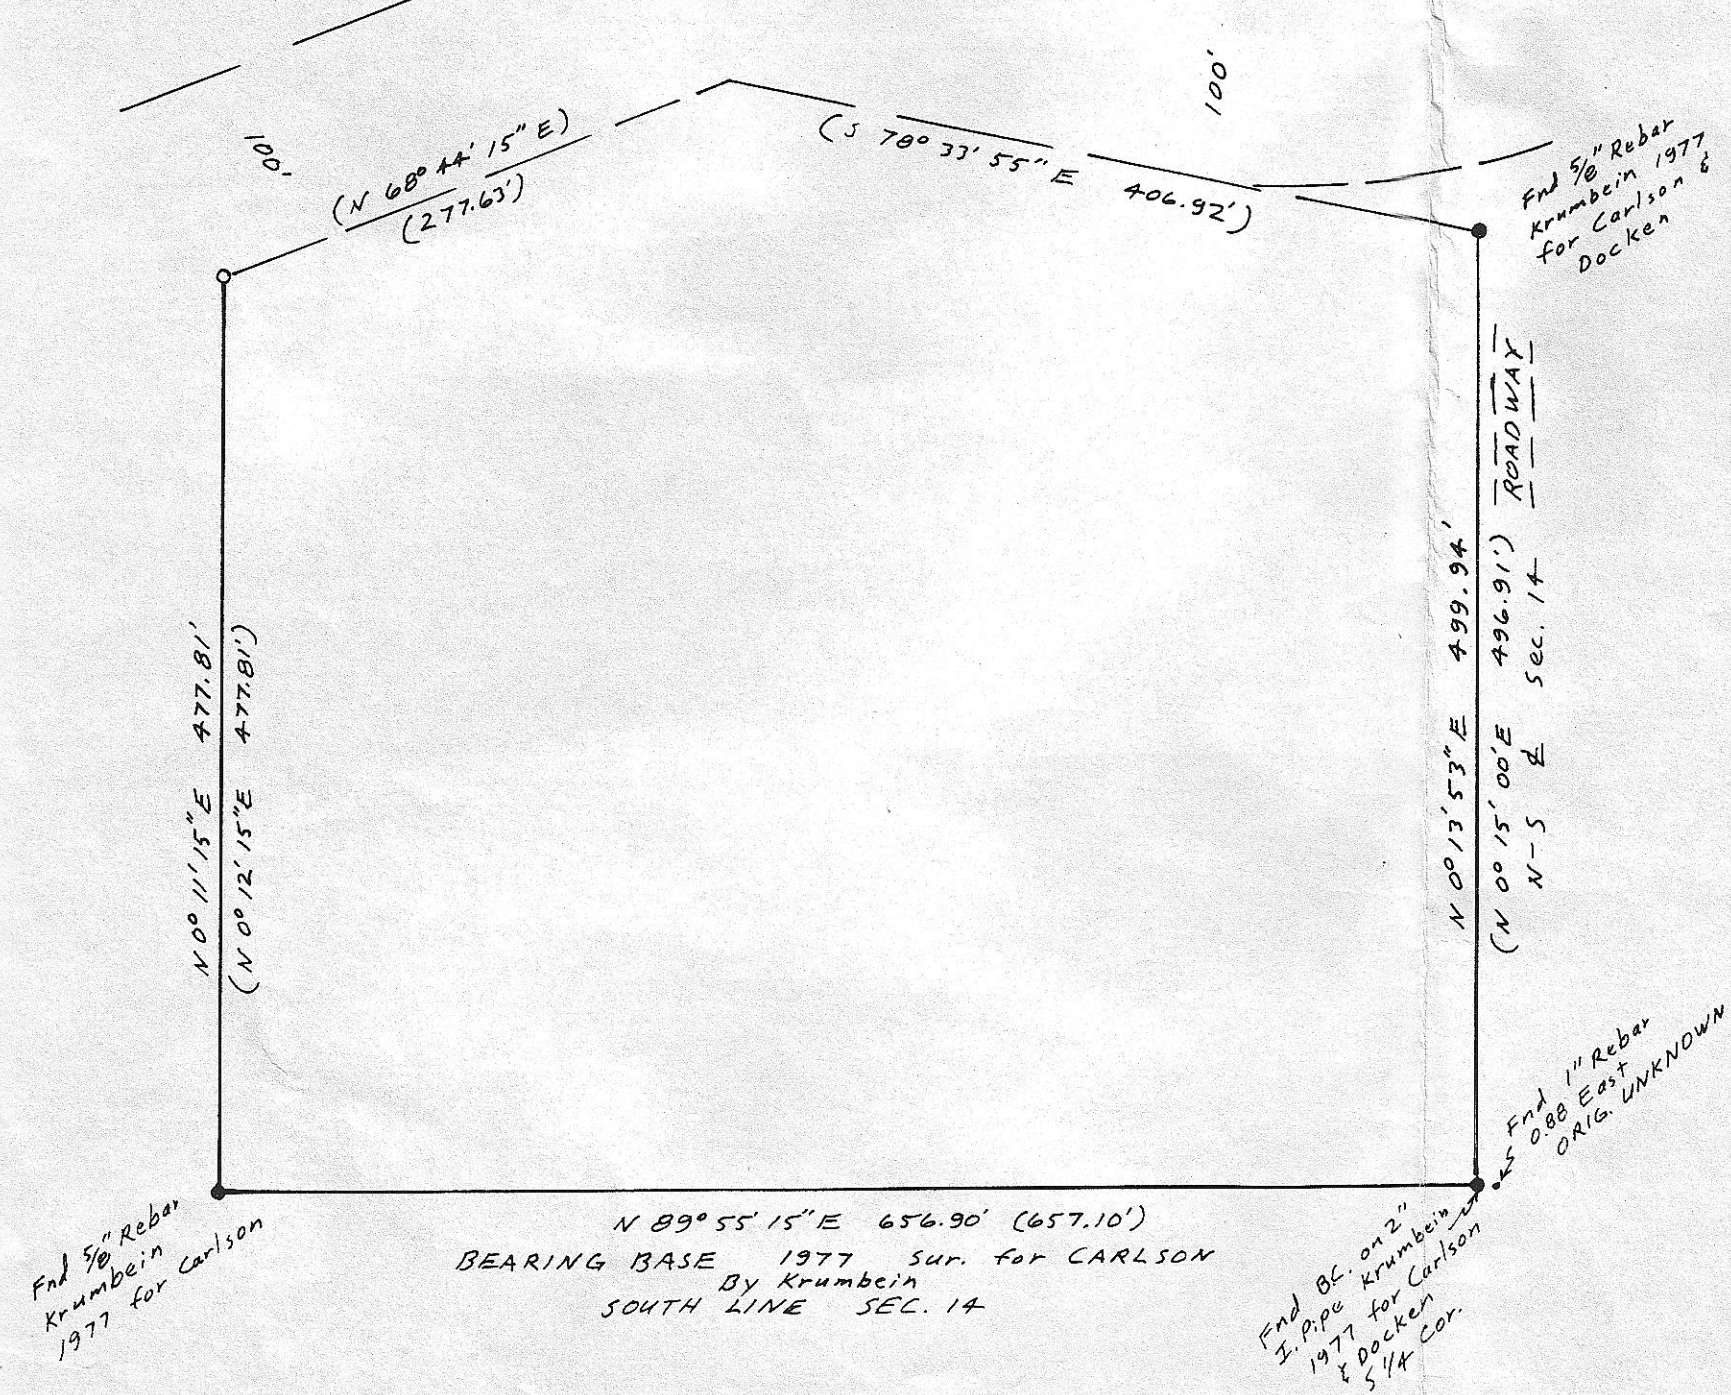 100'
100'
(N 68° 44' 15" E)
(277.63')
(S 78° 33' 55" E 406.92')
Fnd 5/8" Rebar
Krumbein 1977
for Carlson &
Docken
ROADWAY
N 0° 11' 15" E 477.81'
(N 0° 12' 15" E 477.81')
N 0° 13' 53" E 499.94'
(N 0° 15' 00' E 496.91')
N-S ℄ Sec. 14
Fnd 1" Rebar
0.88 East
ORIG. UNKNOWN
Fnd 5/8" Rebar
Krumbein
1977 for Carlson
N 89° 55' 15" E 656.90' (657.10')
BEARING BASE 1977 Sur. for CARLSON
By Krumbein
SOUTH LINE SEC. 14
Fnd BC. on 2"
I. Pipe Krumbein
1977 for Carlson
& Docken
S 1/4 Cor.